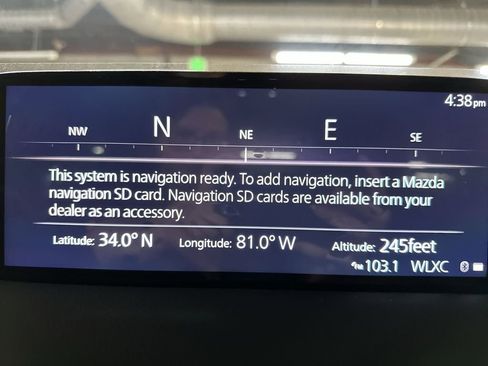 4:38pm
NW N NE E SE
This system is navigation ready. To add navigation, insert a Mazda
navigation SD card. Navigation SD cards are available from your
dealer as an accessory.
Latitude: 34.0° N Longitude: 81.0° W Altitude: 245feet
FM 103.1 WLXC